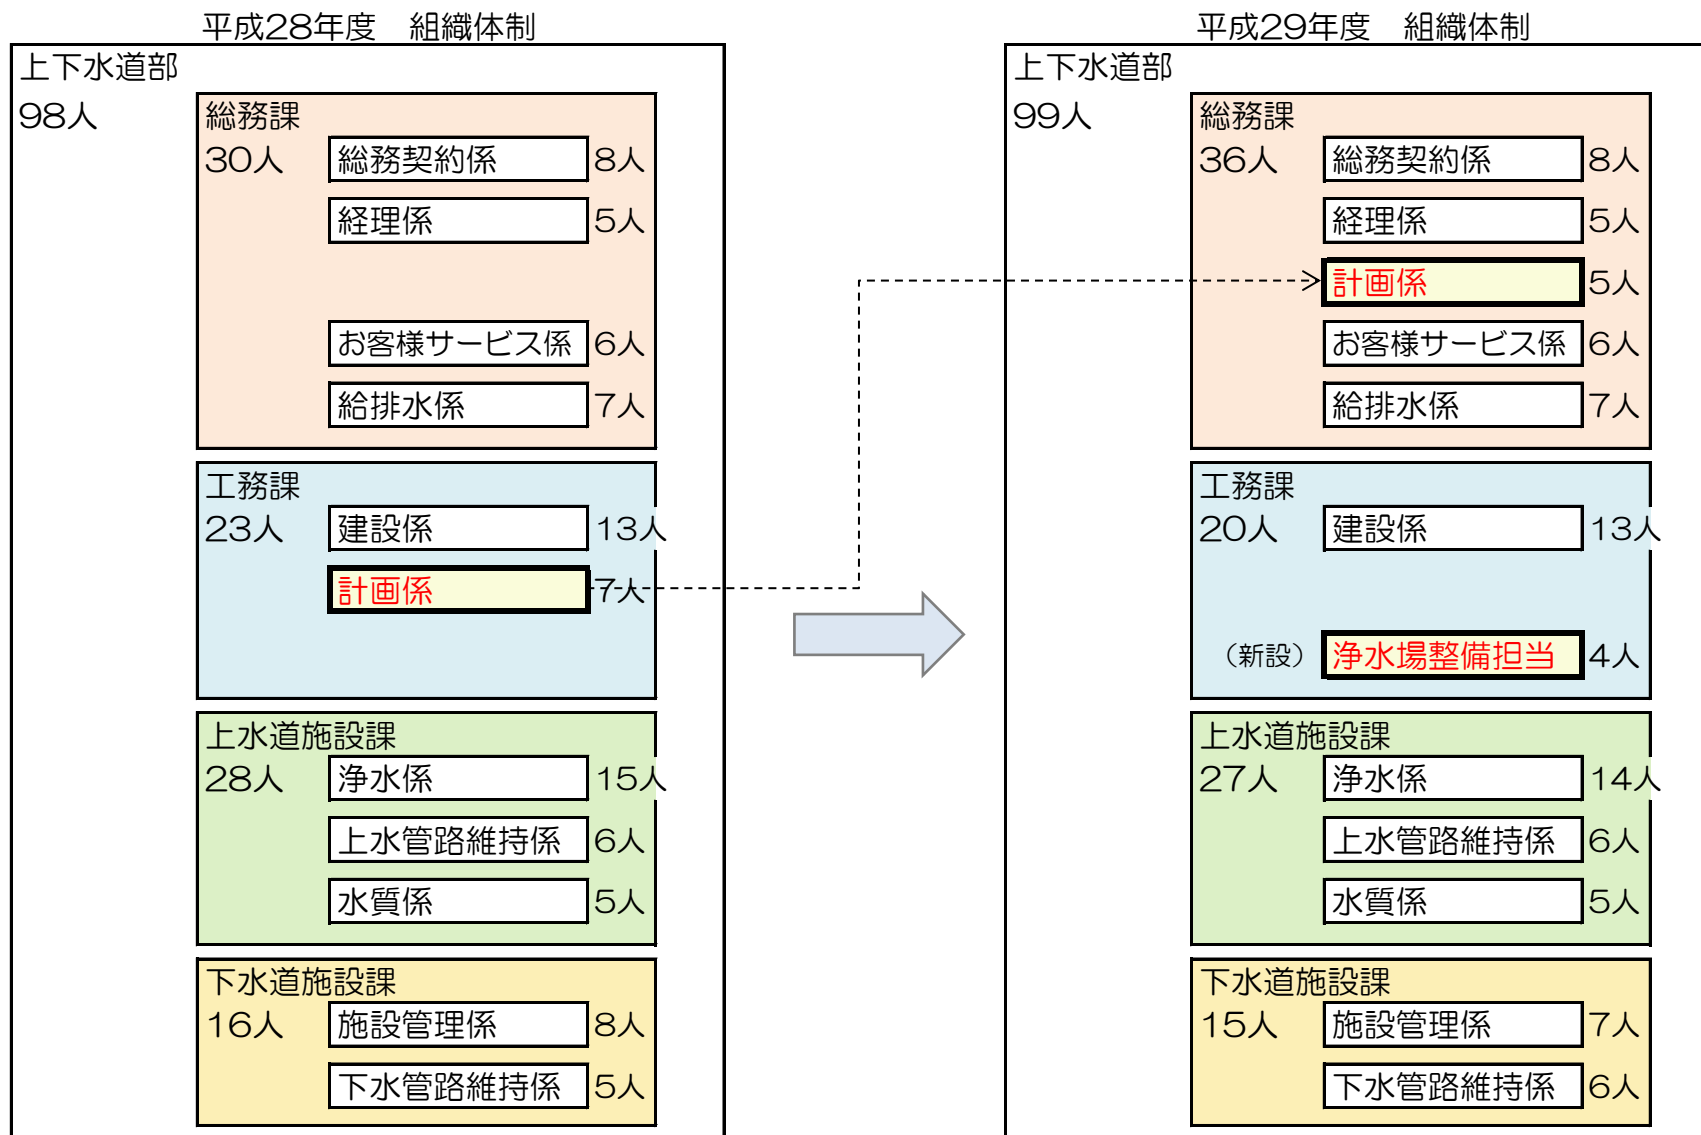 平成28年度　組織体制
上下水道部
98人
総務課
30人
総務契約係 8人
経理係 5人
お客様サービス係 6人
給排水係 7人
工務課
23人
建設係 13人
計画係 7人
上水道施設課
28人
浄水係 15人
上水管路維持係 6人
水質係 5人
下水道施設課
16人
施設管理係 8人
下水管路維持係 5人
平成29年度　組織体制
上下水道部
99人
総務課
36人
総務契約係 8人
経理係 5人
計画係 5人
お客様サービス係 6人
給排水係 7人
工務課
20人
建設係 13人
（新設） 浄水場整備担当 4人
上水道施設課
27人
浄水係 14人
上水管路維持係 6人
水質係 5人
下水道施設課
15人
施設管理係 7人
下水管路維持係 6人